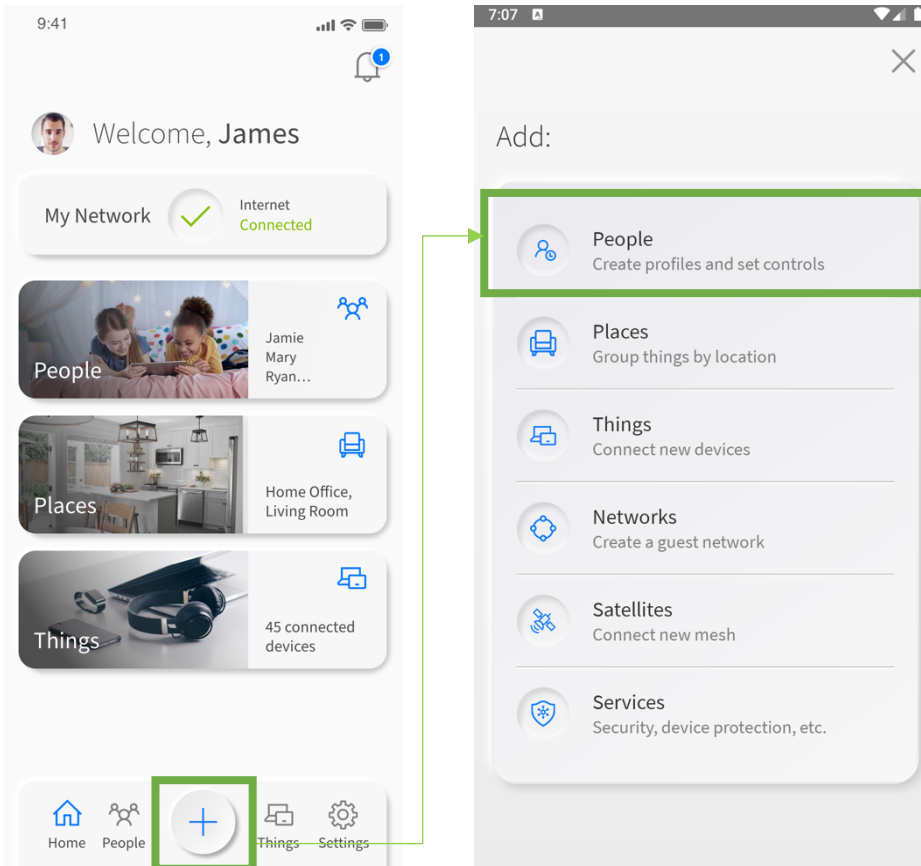 9:41
1
Welcome, James
My Network
Internet
Connected
People
Jamie
Mary
Ryan...
Places
Home Office,
Living Room
Things
45 connected
devices
Home
People
Things
Settings
7:07
A
Add:
People
Create profiles and set controls
Places
Group things by location
Things
Connect new devices
Networks
Create a guest network
Satellites
Connect new mesh
Services
Security, device protection, etc.